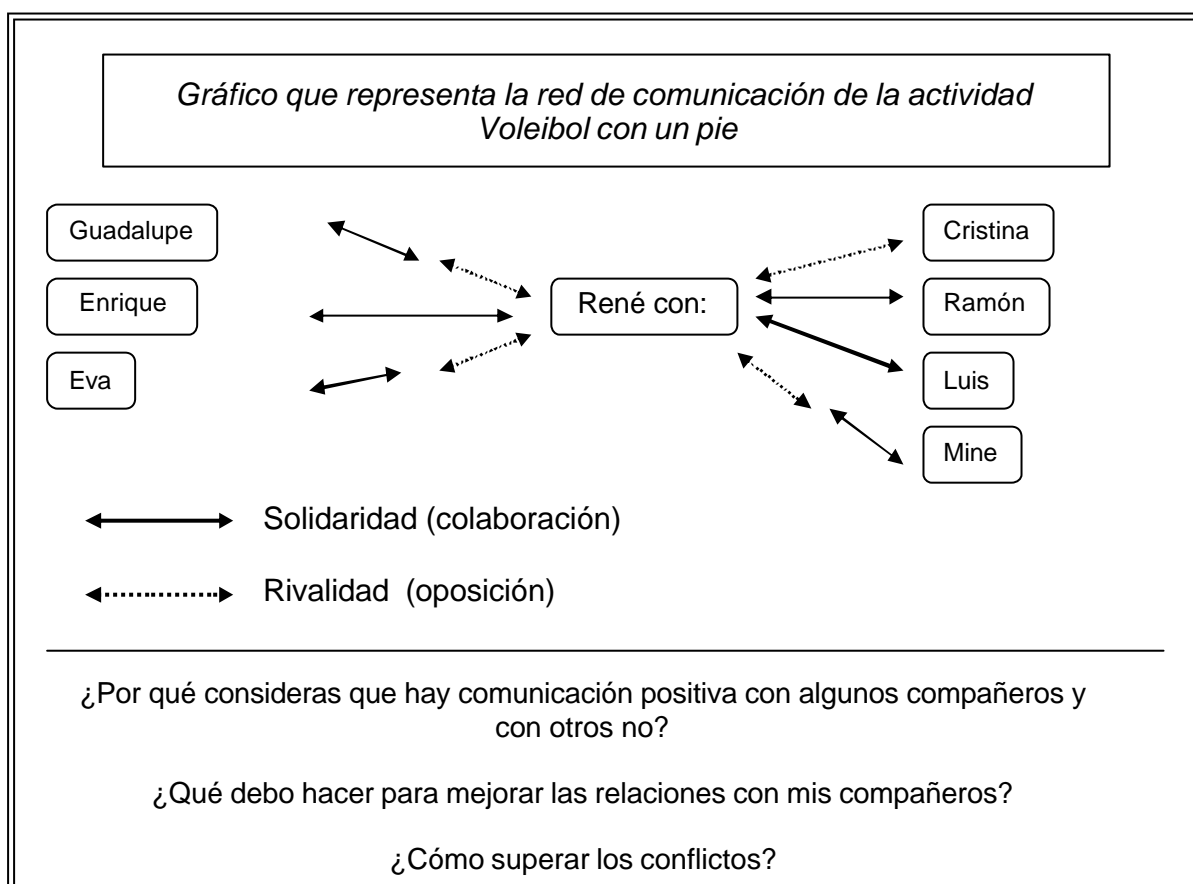 Gráfico que representa la red de comunicación de la actividad
Voleibol con un pie
Guadalupe
Enrique
Eva
René con:
Cristina
Ramón
Luis
Mine
Solidaridad (colaboración)
Rivalidad (oposición)
¿Por qué consideras que hay comunicación positiva con algunos compañeros y
con otros no?
¿Qué debo hacer para mejorar las relaciones con mis compañeros?
¿Cómo superar los conflictos?